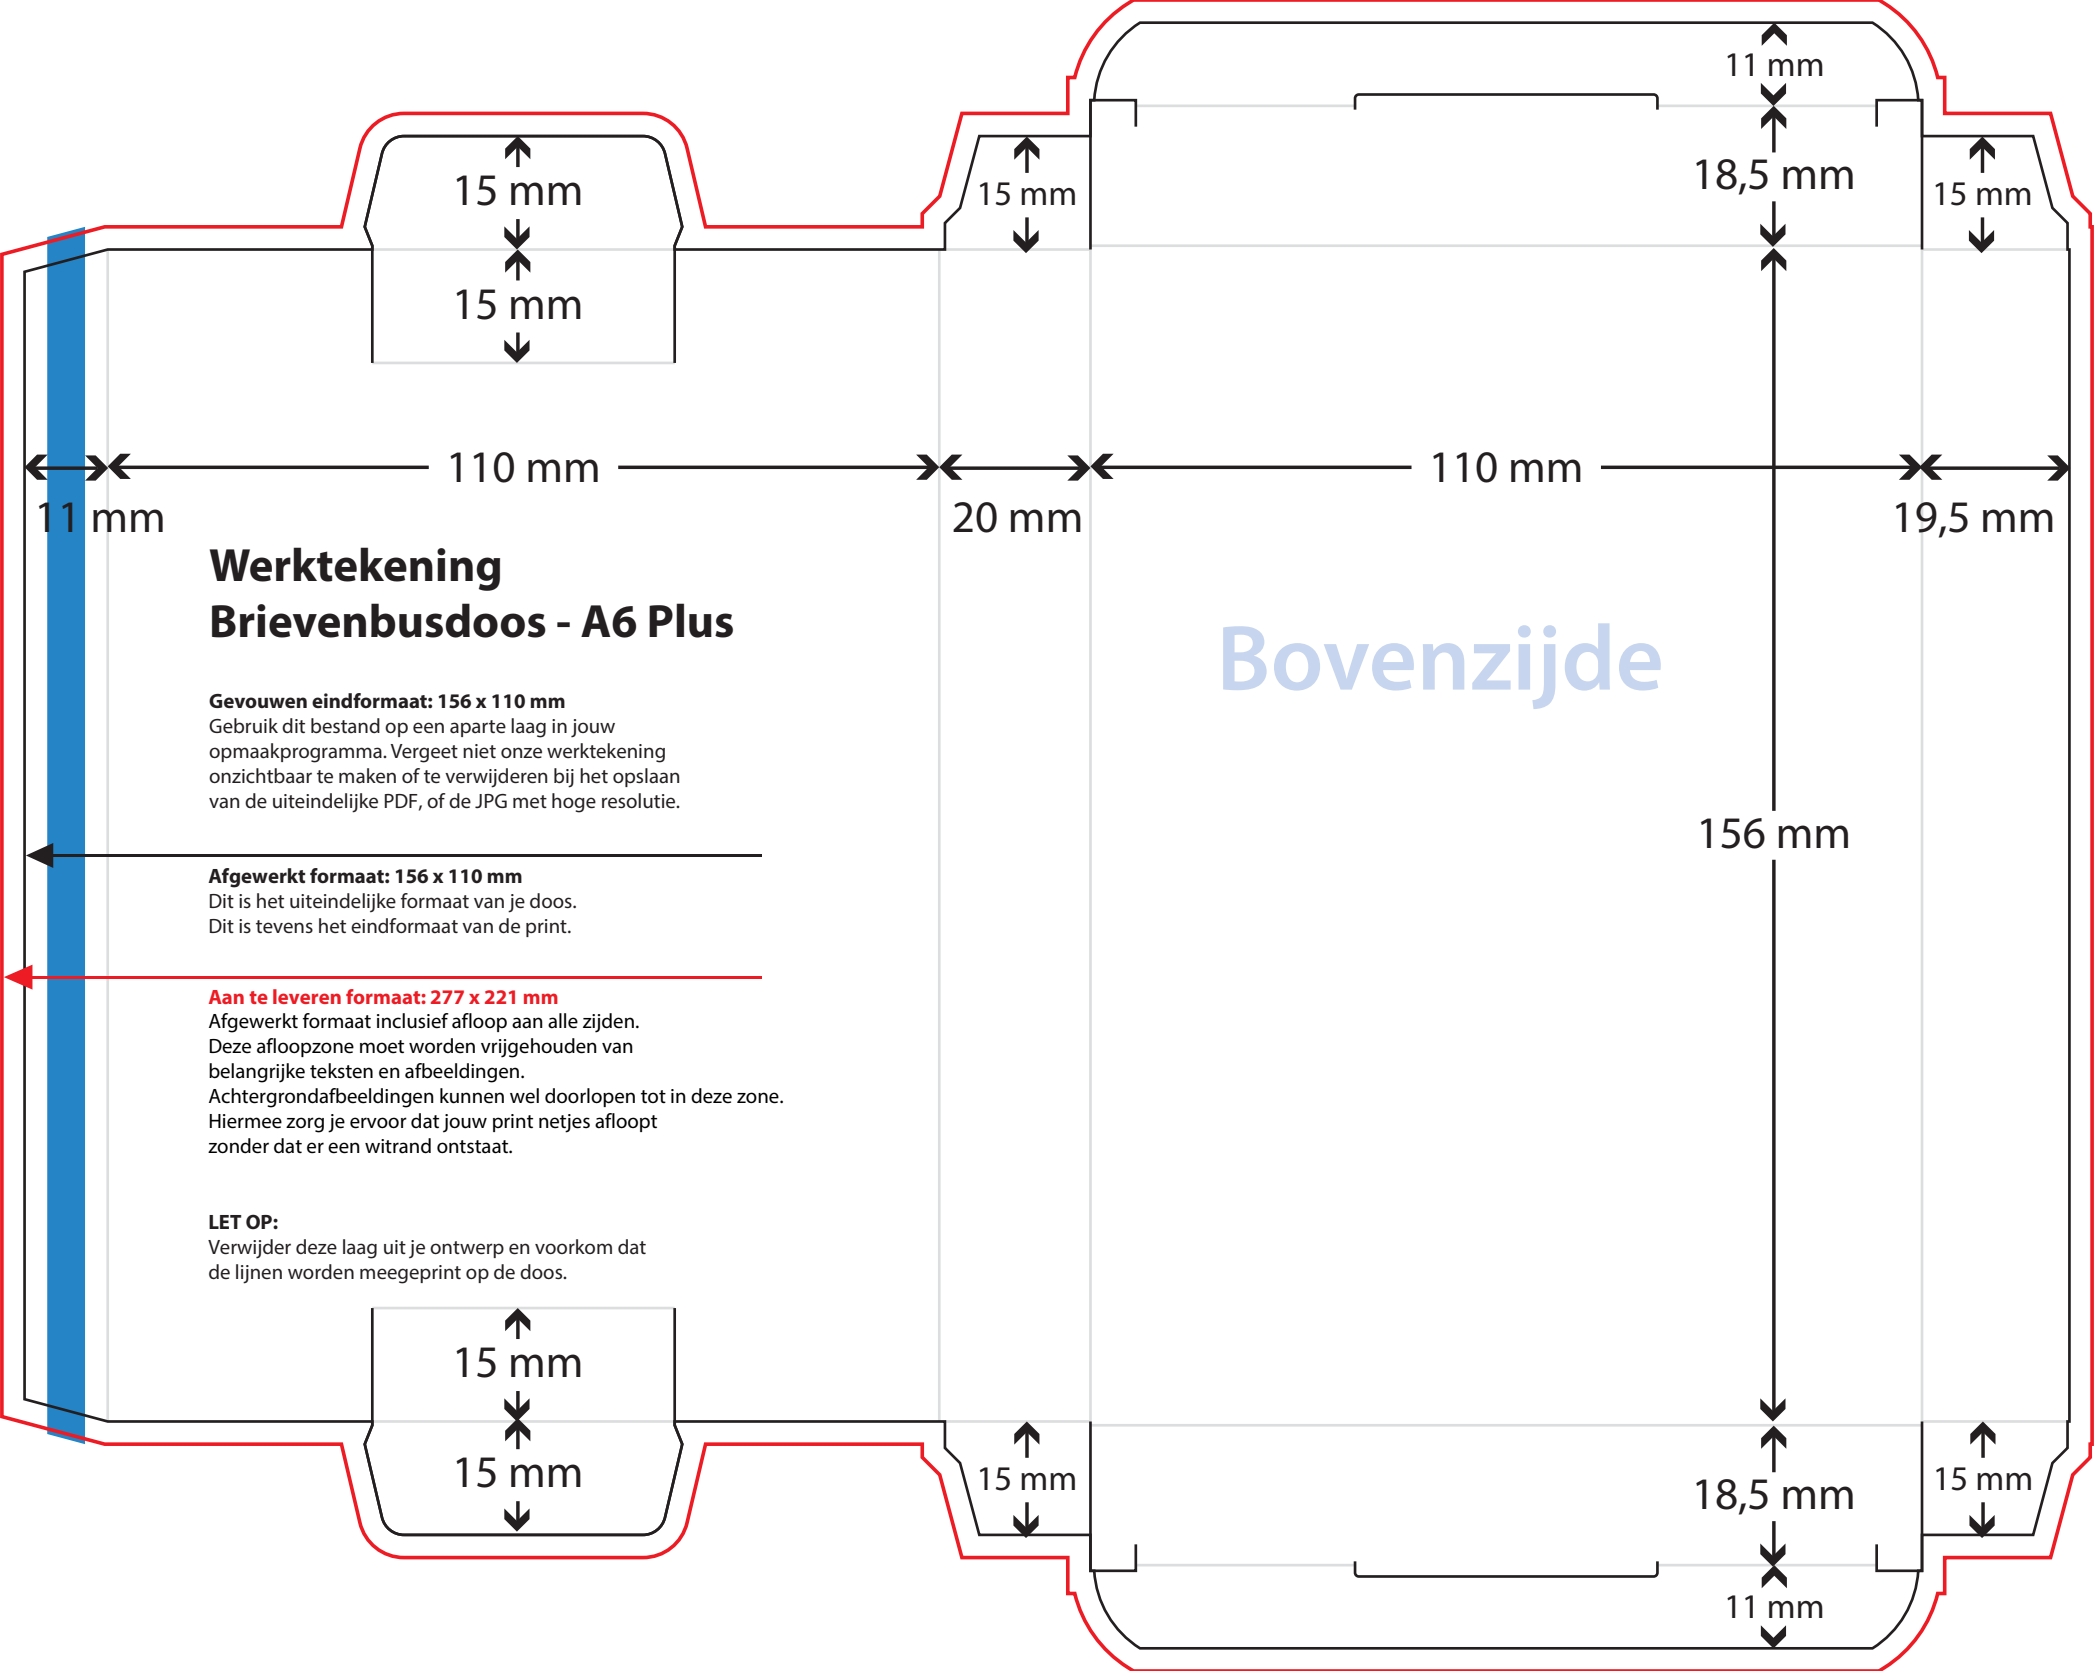 11 mm
15 mm
15 mm
18,5 mm
15 mm
15 mm
110 mm
110 mm
11 mm
20 mm
19,5 mm
Werktekening
Brievenbusdoos - A6 Plus
Bovenzijde
Gevouwen eindformaat: 156 x 110 mm
Gebruik dit bestand op een aparte laag in jouw
opmaakprogramma. Vergeet niet onze werktekening
onzichtbaar te maken of te verwijderen bij het opslaan
van de uiteindelijke PDF, of de JPG met hoge resolutie.
156 mm
Afgewerkt formaat: 156 x 110 mm
Dit is het uiteindelijke formaat van je doos.
Dit is tevens het eindformaat van de print.
Aan te leveren formaat: 277 x 221 mm
Afgewerkt formaat inclusief afloop aan alle zijden.
Deze afloopzone moet worden vrijgehouden van
belangrijke teksten en afbeeldingen.
Achtergrondafbeeldingen kunnen wel doorlopen tot in deze zone.
Hiermee zorg je ervoor dat jouw print netjes afloopt
zonder dat er een witrand ontstaat.
LET OP:
Verwijder deze laag uit je ontwerp en voorkom dat
de lijnen worden meegeprint op de doos.
15 mm
15 mm
15 mm
18,5 mm
15 mm
11 mm